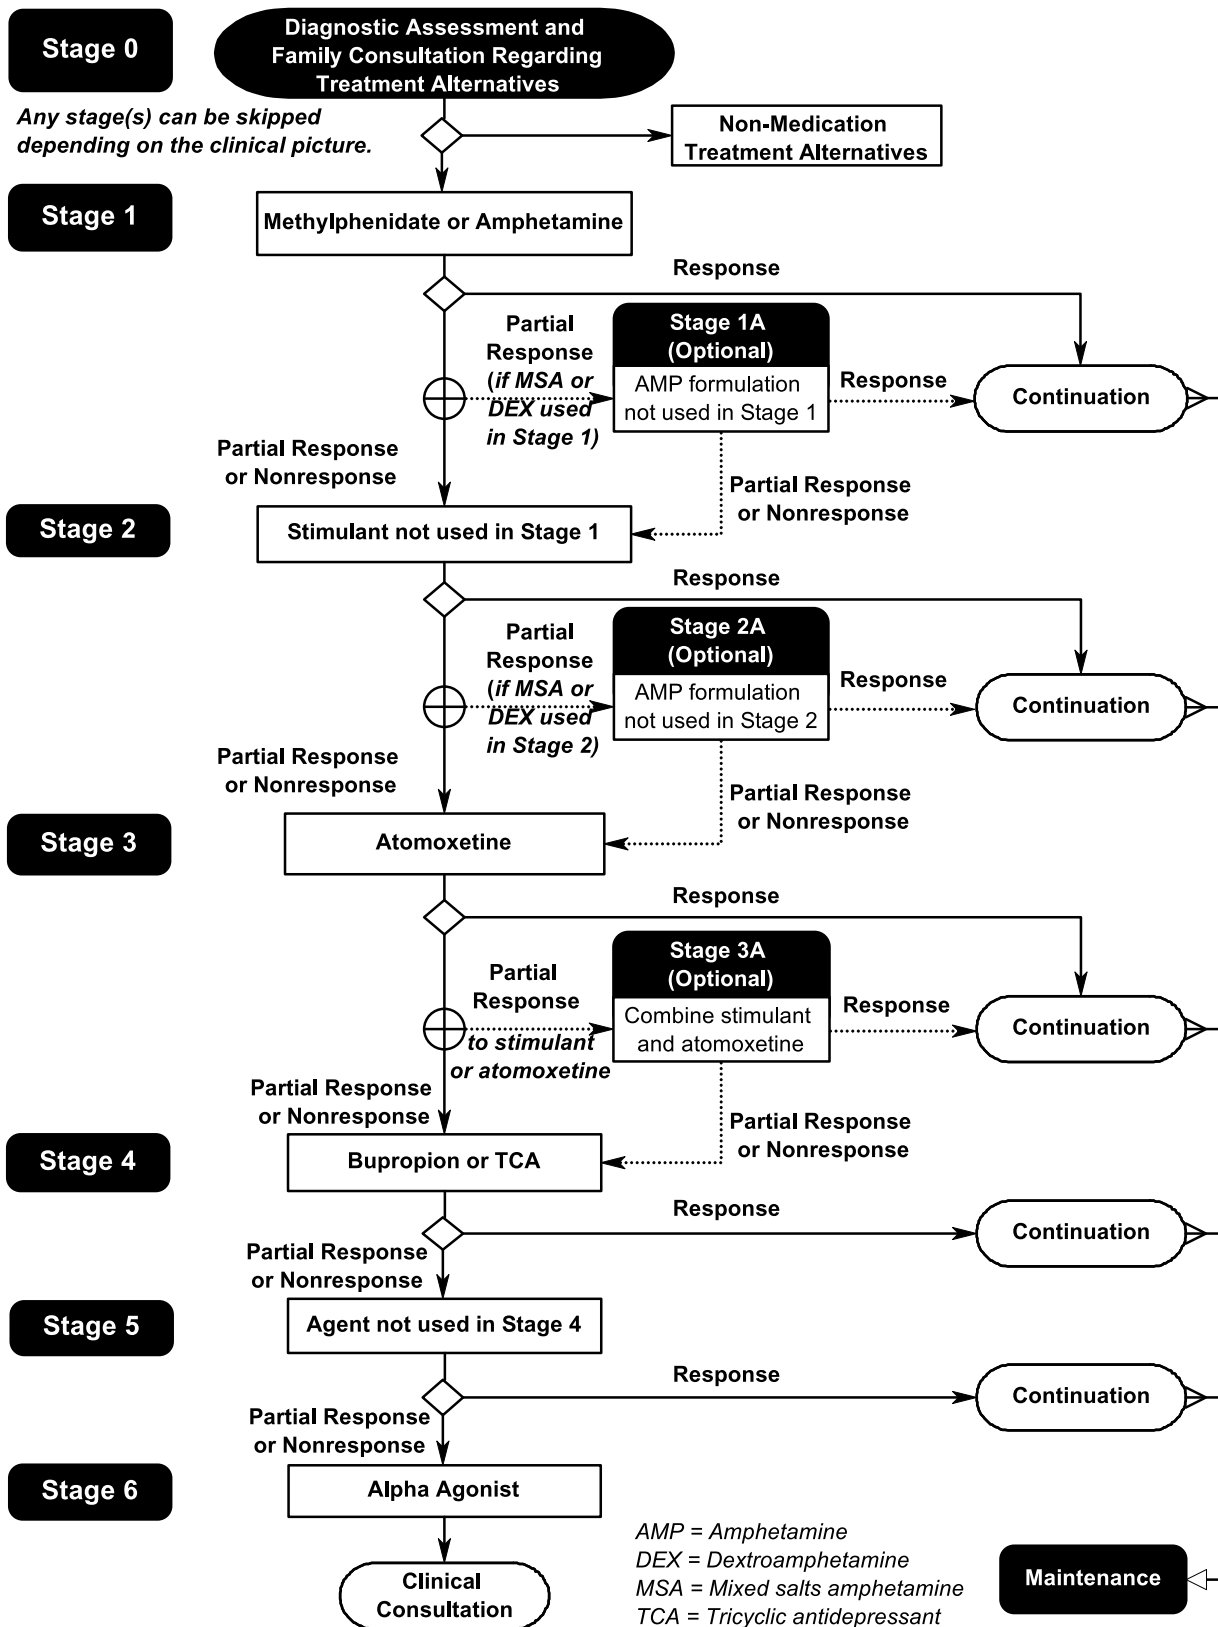 Stage 0
Diagnostic Assessment and
Family Consultation Regarding
Treatment Alternatives
Any stage(s) can be skipped
depending on the clinical picture.
Non-Medication
Treatment Alternatives
Stage 1
Methylphenidate or Amphetamine
Response
Partial
Response
(if MSA or
DEX used
in Stage 1)
Stage 1A
(Optional)
AMP formulation
not used in Stage 1
Response
Continuation
Partial Response
or Nonresponse
Partial Response
or Nonresponse
Stage 2
Stimulant not used in Stage 1
Response
Partial
Response
(if MSA or
DEX used
in Stage 2)
Stage 2A
(Optional)
AMP formulation
not used in Stage 2
Response
Continuation
Partial Response
or Nonresponse
Partial Response
or Nonresponse
Stage 3
Atomoxetine
Response
Partial
Response
to stimulant
or atomoxetine
Stage 3A
(Optional)
Combine stimulant
and atomoxetine
Response
Continuation
Partial Response
or Nonresponse
Partial Response
or Nonresponse
Stage 4
Bupropion or TCA
Response
Continuation
Partial Response
or Nonresponse
Stage 5
Agent not used in Stage 4
Response
Continuation
Partial Response
or Nonresponse
Stage 6
Alpha Agonist
Clinical
Consultation
AMP = Amphetamine
DEX = Dextroamphetamine
MSA = Mixed salts amphetamine
TCA = Tricyclic antidepressant
Maintenance